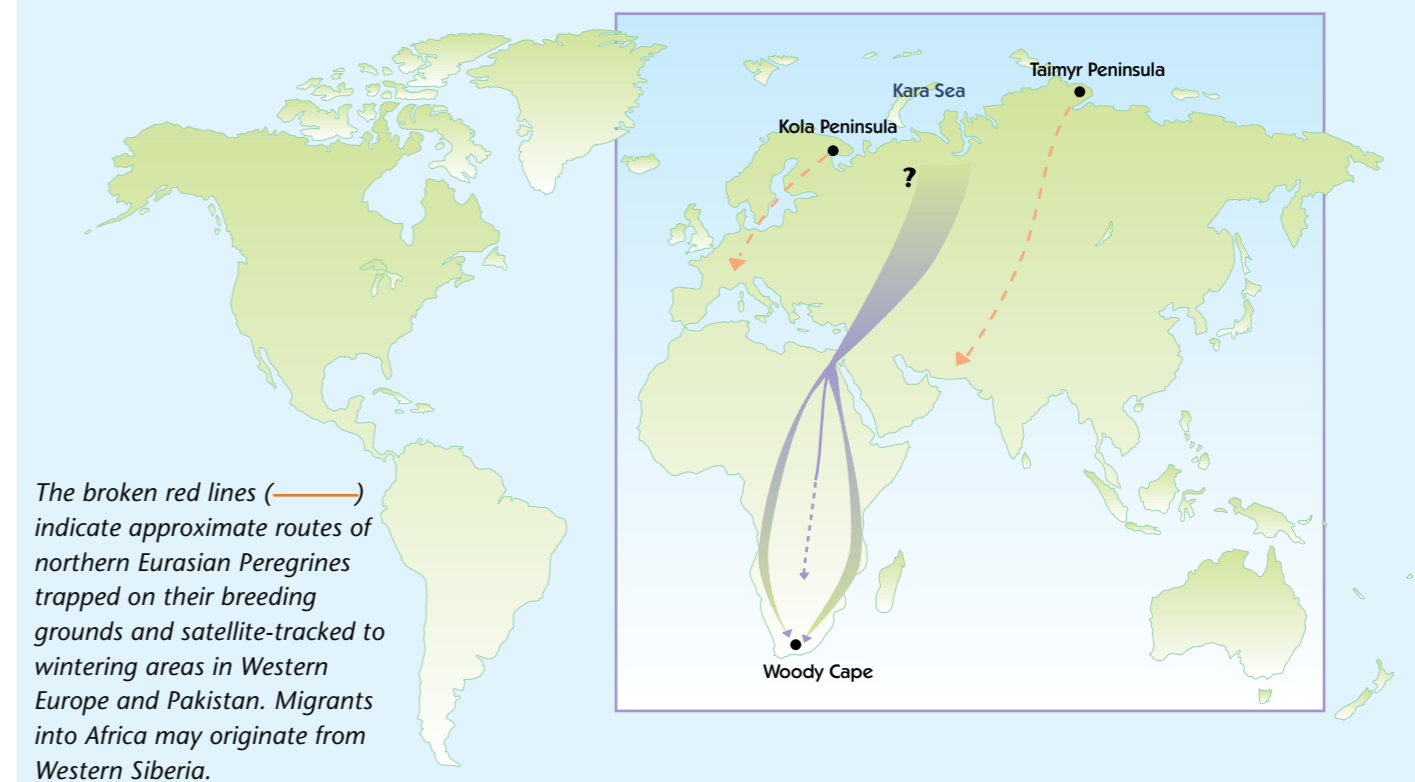 Taimyr Peninsula
Kara Sea
Kola Peninsula
?
Woody Cape
The broken red lines (———)
indicate approximate routes of
northern Eurasian Peregrines
trapped on their breeding
grounds and satellite-tracked to
wintering areas in Western
Europe and Pakistan. Migrants
into Africa may originate from
Western Siberia.